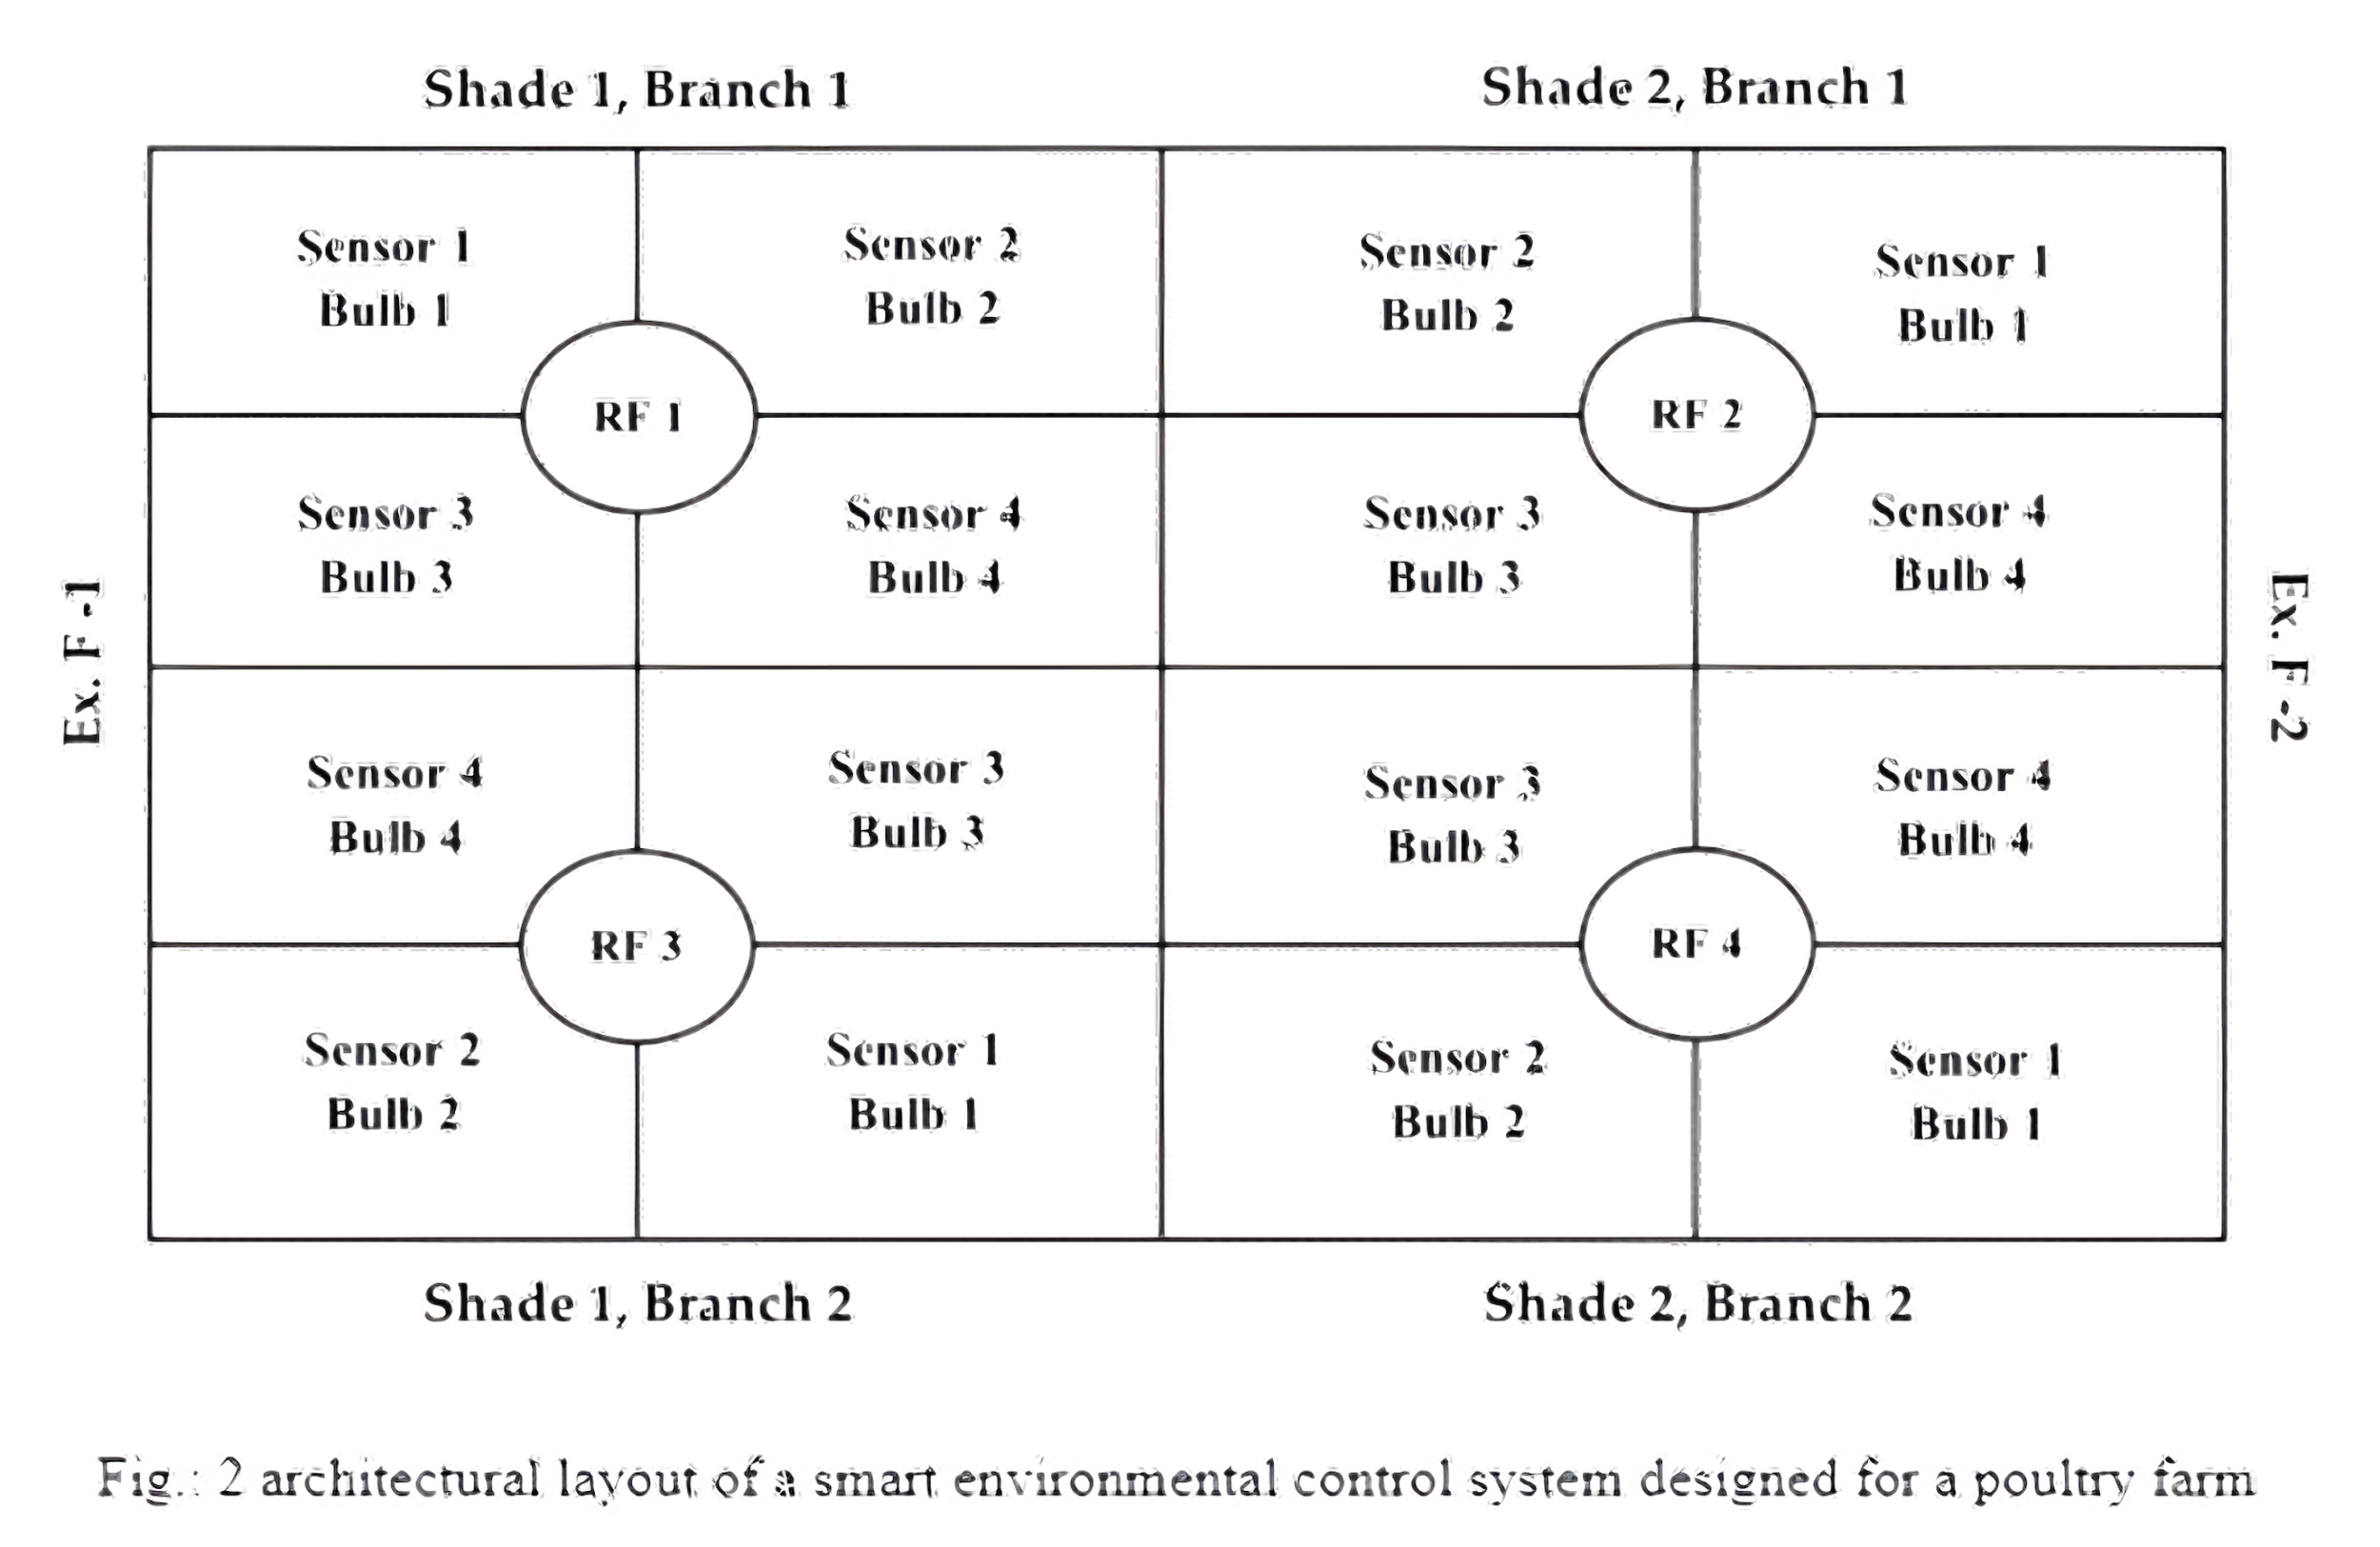 Shade 1, Branch 1
Shade 2, Branch 1
Sensor 1
Bulb 1
Sensor 2
Bulb 2
Sensor 2
Bulb 2
Sensor 1
Bulb 1
RF 1
RF 2
Sensor 3
Bulb 3
Sensor 4
Bulb 4
Sensor 3
Bulb 3
Sensor 4
Bulb 4
Ex. F -1
Ex. F -2
Sensor 4
Bulb 4
Sensor 3
Bulb 3
Sensor 3
Bulb 3
Sensor 4
Bulb 4
RF 3
RF 4
Sensor 2
Bulb 2
Sensor 1
Bulb 1
Sensor 2
Bulb 2
Sensor 1
Bulb 1
Shade 1, Branch 2
Shade 2, Branch 2
Fig.: 2 architectural layout of a smart environmental control system designed for a poultry farm